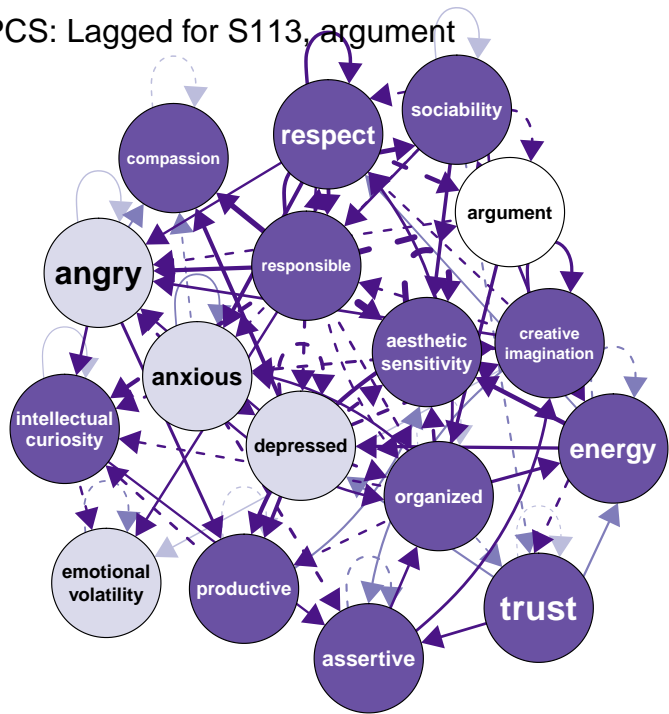 PCS: Lagged for S113, argument
respect
sociability
compassion
argument
angry
responsible
aesthetic
sensitivity
creative
imagination
anxious
intellectual
curiosity
depressed
energy
organized
emotional
volatility
productive
trust
assertive